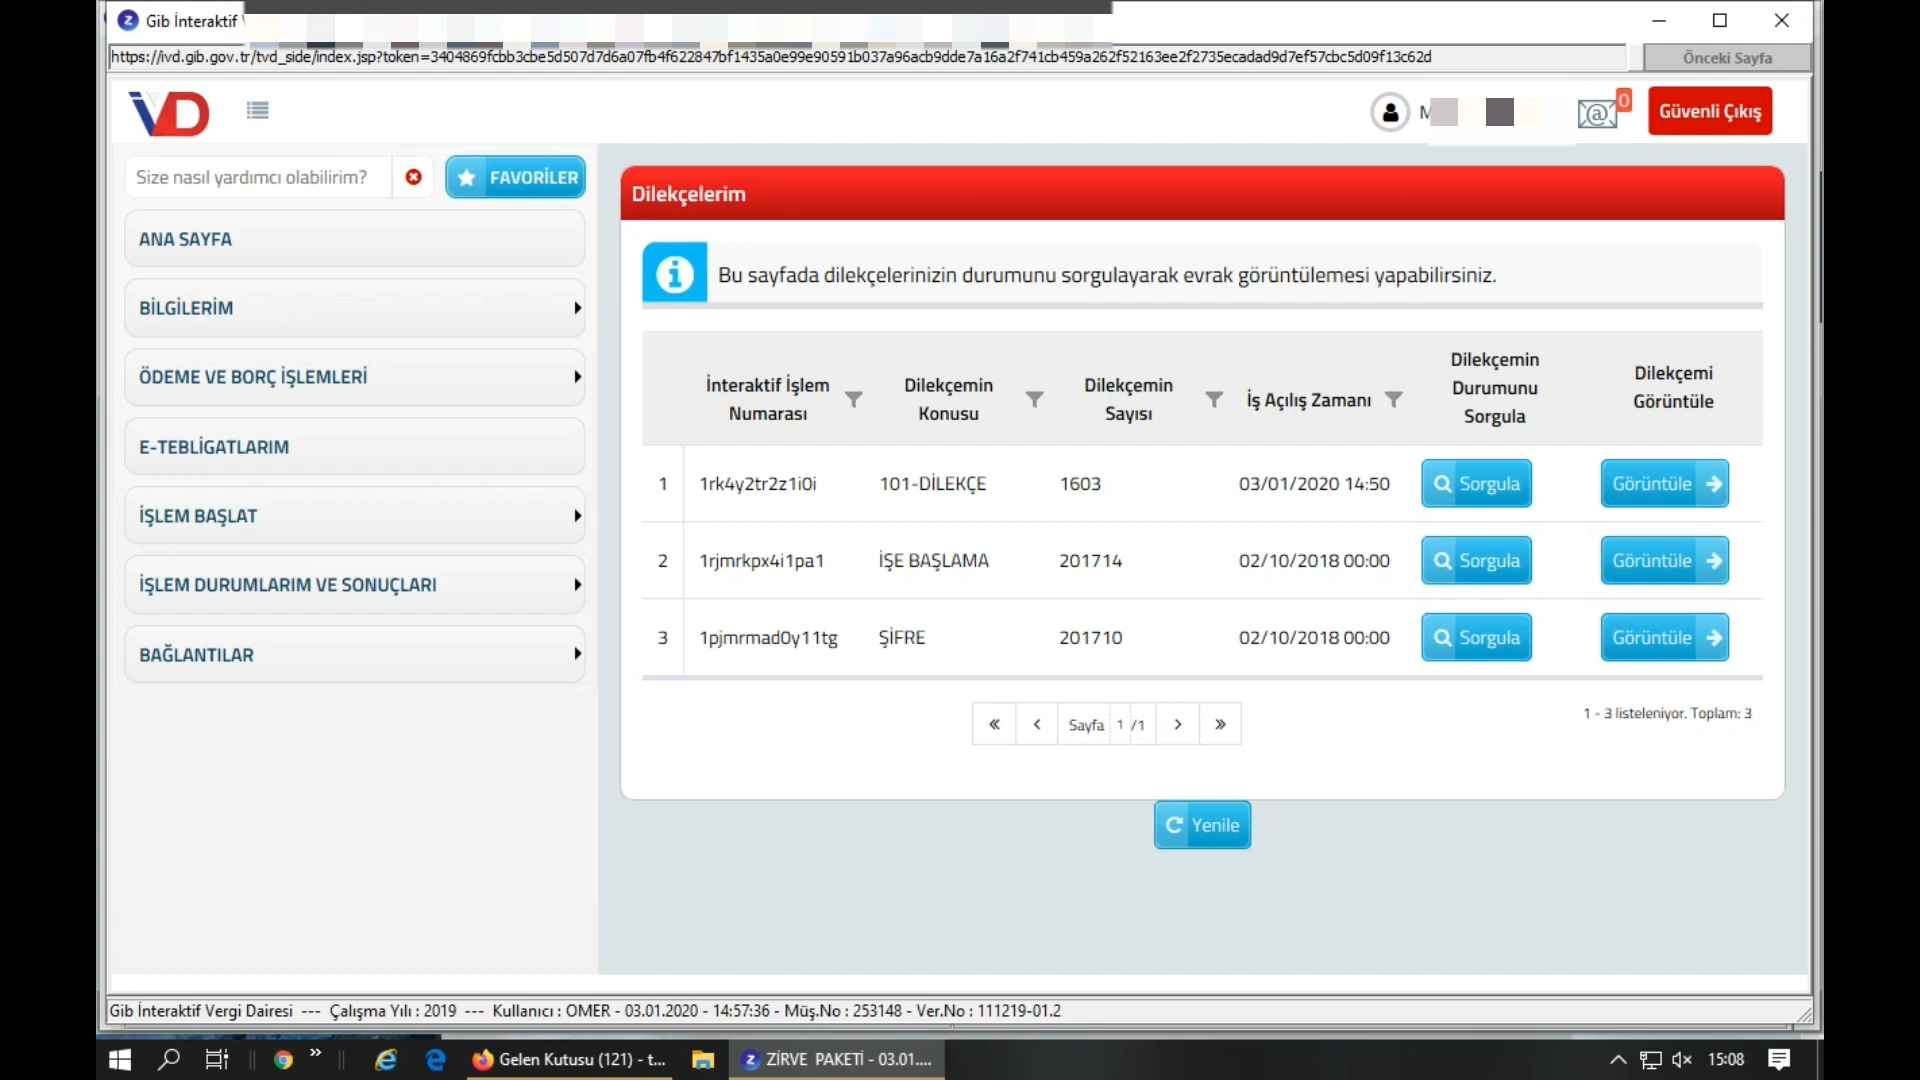 Gib İnteraktif
https://ivd.gib.gov.tr/tvd_side/index.jsp?token=3404869fcbb3cbe5d507d7d6a07fb4f622847bf1435a0e99e90591b037a96acb9dde7a16a2f741cb459a262f52163ee2f2735ecadad9d7ef57cbc5d09f13c62d
Önceki Sayfa
İVD
M
0
Güvenli Çıkış
Size nasıl yardımcı olabilirim?
FAVORİLER
ANA SAYFA
BİLGİLERİM
ÖDEME VE BORÇ İŞLEMLERİ
E-TEBLİGATLARIM
İŞLEM BAŞLAT
İŞLEM DURUMLARIM VE SONUÇLARI
BAĞLANTILAR
Dilekçelerim
Bu sayfada dilekçelerinizin durumunu sorgulayarak evrak görüntülemesi yapabilirsiniz.
İnteraktif İşlem
Numarası
Dilekçemin
Konusu
Dilekçemin
Sayısı
İş Açılış Zamanı
Dilekçemin
Durumunu
Sorgula
Dilekçemi
Görüntüle
1 1rk4y2tr2z1i0i 101-DİLEKÇE 1603 03/01/2020 14:50 Sorgula Görüntüle
2 1rjmrkpx4i1pa1 İŞE BAŞLAMA 201714 02/10/2018 00:00 Sorgula Görüntüle
3 1pjmrmad0y11tg ŞİFRE 201710 02/10/2018 00:00 Sorgula Görüntüle
« ‹ Sayfa 1 /1 › »
1 - 3 listeleniyor. Toplam: 3
Yenile
Gib İnteraktif Vergi Dairesi --- Çalışma Yılı : 2019 --- Kullanıcı : OMER - 03.01.2020 - 14:57:36 - Müş.No : 253148 - Ver.No : 111219-01.2
Gelen Kutusu (121) - t...
ZİRVE PAKETİ - 03.01....
15:08